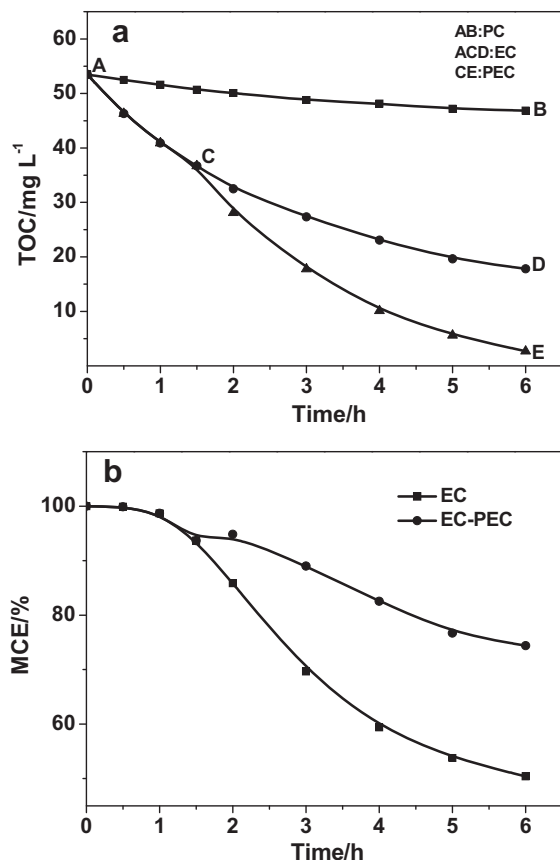 a
AB:PC
ACD:EC
CE:PEC
60
50
40
30
20
10
TOC/mg L⁻¹
A
B
C
D
E
0 1 2 3 4 5 6
Time/h
b
EC
EC-PEC
100
80
60
MCE/%
0 1 2 3 4 5 6
Time/h